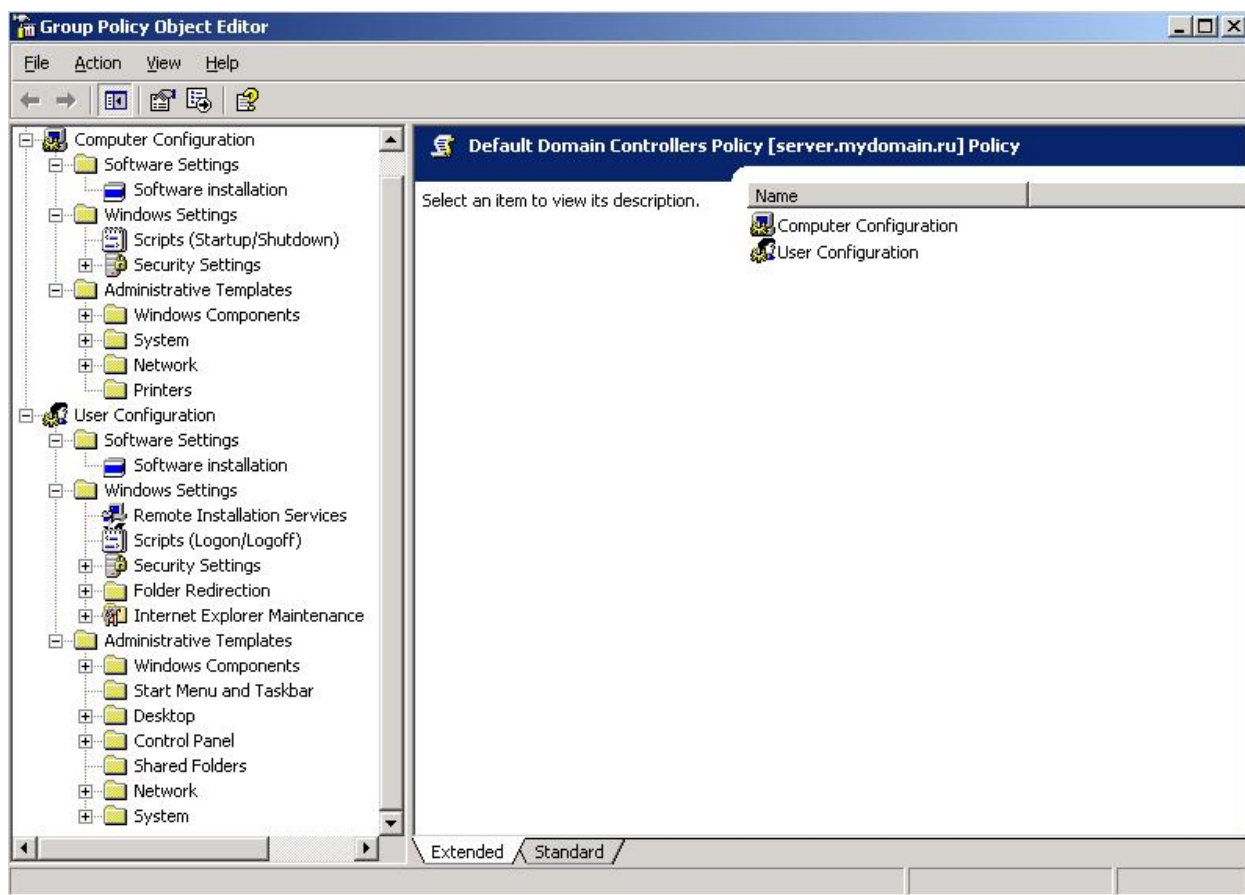 Group Policy Object Editor
File Action View Help
Computer Configuration
Software Settings
Software installation
Windows Settings
Scripts (Startup/Shutdown)
Security Settings
Administrative Templates
Windows Components
System
Network
Printers
User Configuration
Software Settings
Software installation
Windows Settings
Remote Installation Services
Scripts (Logon/Logoff)
Security Settings
Folder Redirection
Internet Explorer Maintenance
Administrative Templates
Windows Components
Start Menu and Taskbar
Desktop
Control Panel
Shared Folders
Network
System
Default Domain Controllers Policy [server.mydomain.ru] Policy
Select an item to view its description.
Name
Computer Configuration
User Configuration
Extended Standard